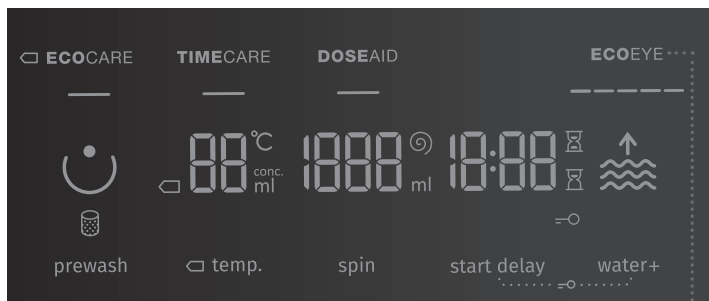 ECOCARE TIMECARE DOSEAID ECOEYE
88 °C conc. ml 1888 ml 18:88
prewash temp. spin start delay water+